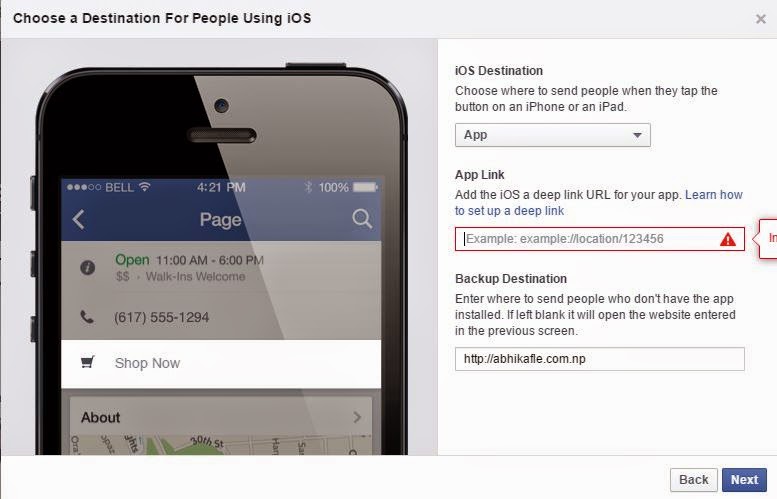 Choose a Destination For People Using iOS
BELL 4:21 PM 100%
Page
Open 11:00 AM - 6:00 PM
$$ · Walk-Ins Welcome
(617) 555-1294
Shop Now
About
30th St
iOS Destination
Choose where to send people when they tap the
button on an iPhone or an iPad.
App
App Link
Add the iOS a deep link URL for your app. Learn how
to set up a deep link
Example: example://location/123456
In
Backup Destination
Enter where to send people who don't have the app
installed. If left blank it will open the website entered
in the previous screen.
http://abhikafle.com.np
Back Next